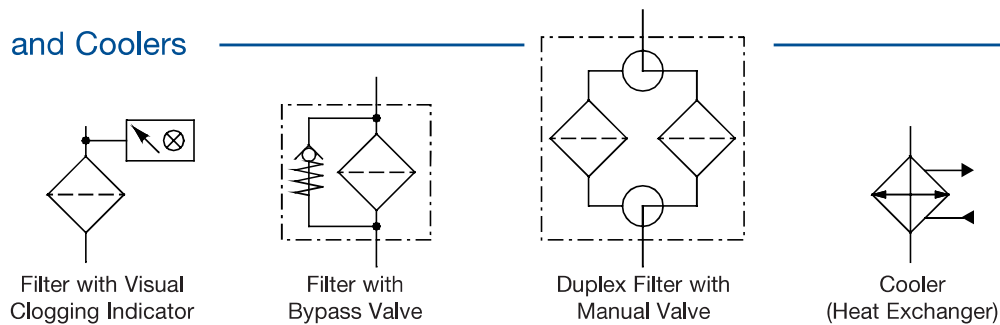 and Coolers
Filter with Visual
Clogging Indicator
Filter with
Bypass Valve
Duplex Filter with
Manual Valve
Cooler
(Heat Exchanger)